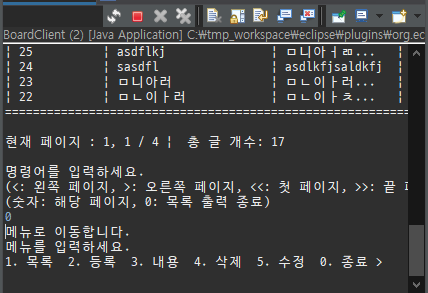 BoardClient (2) [Java Application] C:\tmp_workspace\eclipse\plugins\org.ec
| 25 | asdflkj | ㅁ니아ㅓㄻ... |
| 24 | sasdfl | asdlkfjsaldkfj |
| 23 | ㅁ니아러 | ㅁㄴ이ㅏ러... |
| 22 | ㅁㄴ이ㅏ러 | ㅁㄴ아ㅏㅊ... |
현재 페이지 : 1, 1 / 4 ¦ 총 글 개수: 17
명령어를 입력하세요.
(<: 왼쪽 페이지, >: 오른쪽 페이지, <<: 첫 페이지, >>: 끝 페
(숫자: 해당 페이지, 0: 목록 출력 종료)
0
메뉴로 이동합니다.
메뉴를 입력하세요.
1. 목록 2. 등록 3. 내용 4. 삭제 5. 수정 0. 종료 >